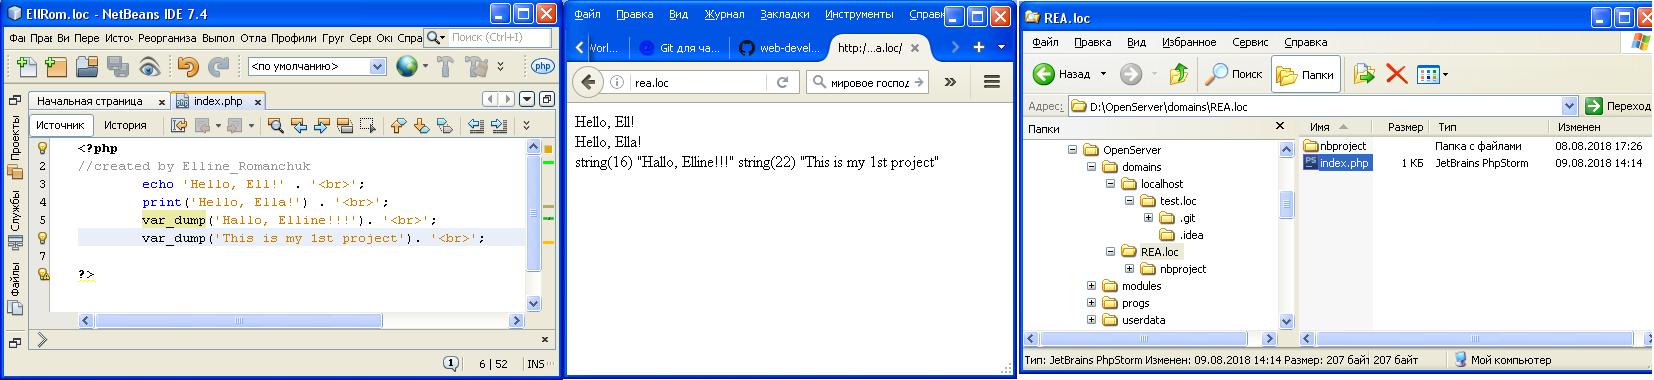 EllRom.loc - NetBeans IDE 7.4
Фаі Прав Ви Пере Источ Реорганиза Выпол Отла Профили Груг Серв Окі Спра
Поиск (Ctrl+I)
<по умолчанию>
php
Начальная страница
index.php
Источник
История
Проекты
Службы
Файлы
1
<?php
2
//created by Elline_Romanchuk
3
echo 'Hello, Ell!' . '<br>';
4
print('Hello, Ella!') . '<br>';
5
var_dump('Hallo, Elline!!!'). '<br>';
var_dump('This is my 1st project'). '<br>';
7
?>
1
6 | 52
INS
Файл Правка Вид Журнал Закладки Инструменты Справк
Worl...
Git для ча...
web-devel...
http:/...a.loc/
rea.loc
мировое господ
Hello, Ell!
Hello, Ella!
string(16) "Hallo, Elline!!!" string(22) "This is my 1st project"
REA.loc
Файл Правка Вид Избранное Сервис Справка
Назад
Поиск
Папки
Адрес: D:\OpenServer\domains\REA.loc
Переход
Папки
OpenServer
domains
localhost
test.loc
.git
.idea
REA.loc
nbproject
modules
progs
userdata
Имя Размер Тип Изменен
nbproject Папка с файлами 08.08.2018 17:26
index.php 1 КБ JetBrains PhpStorm 09.08.2018 14:14
Тип: JetBrains PhpStorm Изменен: 09.08.2018 14:14 Размер: 207 байт 207 байт Мой компьютер